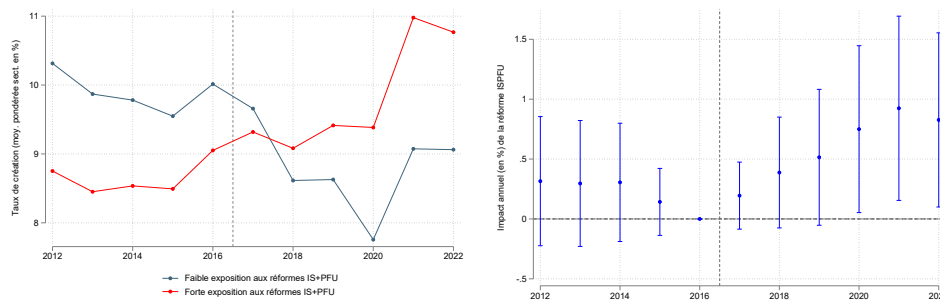 Taux de création (moy. pondérée sect. en %)
11
10
9
8
2012 2014 2016 2018 2020 2022
Faible exposition aux réformes IS+PFU
Forte exposition aux réformes IS+PFU
Impact annuel (en %) de la réforme ISPFU
1.5
1
.5
0
-.5
2012 2014 2016 2018 2020